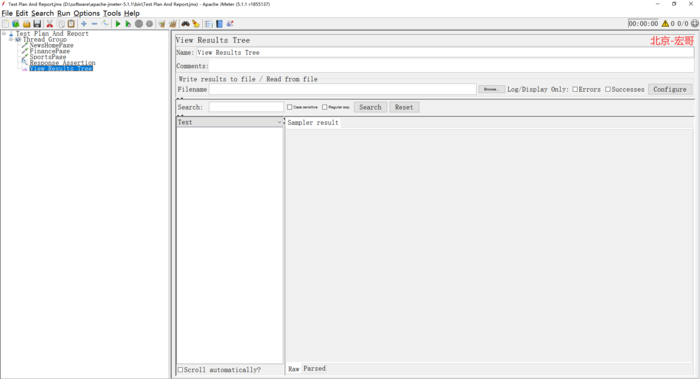 Test Plan And Report.jmx (D:\software\apache-jmeter-5.1.1\bin\Test Plan And Report.jmx) - Apache JMeter (5.1.1 r1855137)
File Edit Search Run Options Tools Help
00:00:00 0 0/0
Test Plan And Report
Thread Group
NewsHomePage
FinancePage
SportsPage
Response Assertion
View Results Tree
View Results Tree
北京-宏哥
Name: View Results Tree
Comments:
Write results to file / Read from file
Filename Browse... Log/Display Only: Errors Successes Configure
Search: Case sensitive Regular exp. Search Reset
Text
Sampler result
Scroll automatically?
Raw Parsed